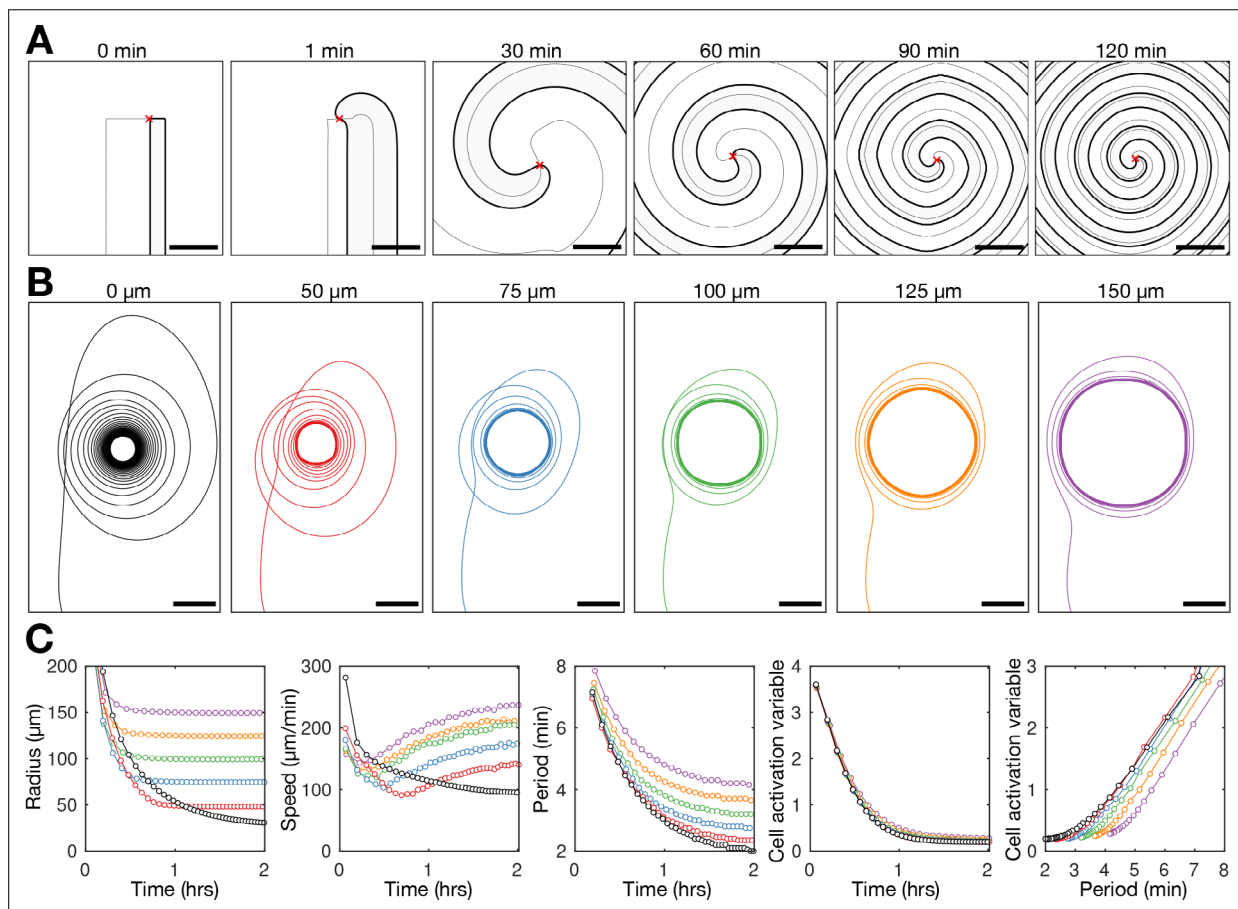 A
0 min 1 min 30 min 60 min 90 min 120 min
B
0 µm 50 µm 75 µm 100 µm 125 µm 150 µm
C
200 300 8 4 3
150 200 6 3 2
100 100 4 2 1
50 0 2 1 0
0 0
Radius (µm) Speed (µm/min) Period (min) Cell activation variable Cell activation variable
0 1 2 0 1 2 0 1 2 0 1 2 2 3 4 5 6 7 8
Time (hrs) Time (hrs) Time (hrs) Time (hrs) Period (min)